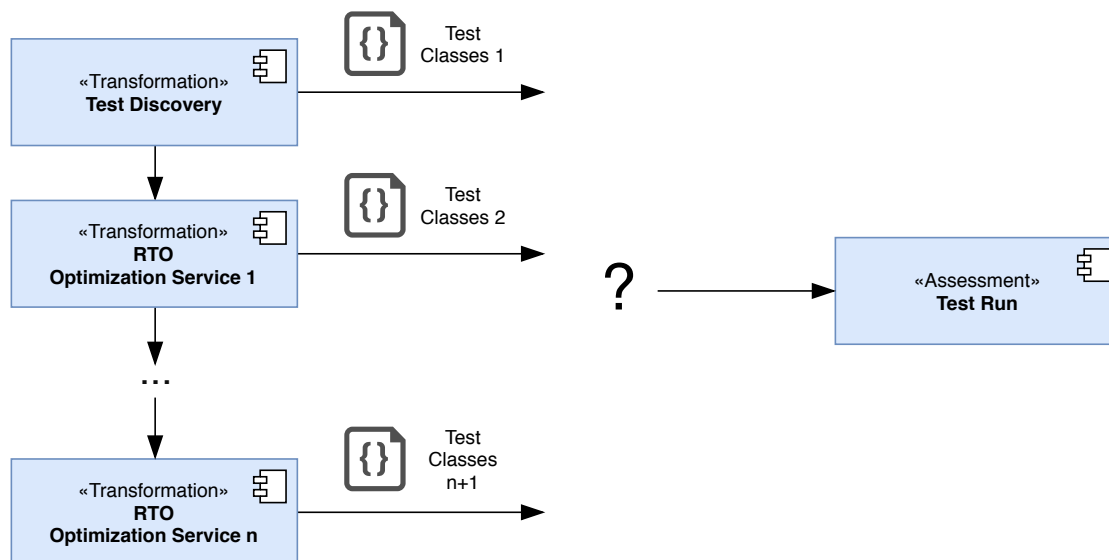 «Transformation»
Test Discovery
{}
Test
Classes 1
«Transformation»
RTO
Optimization Service 1
{}
Test
Classes 2
?
«Assessment»
Test Run
...
«Transformation»
RTO
Optimization Service n
{}
Test
Classes
n+1